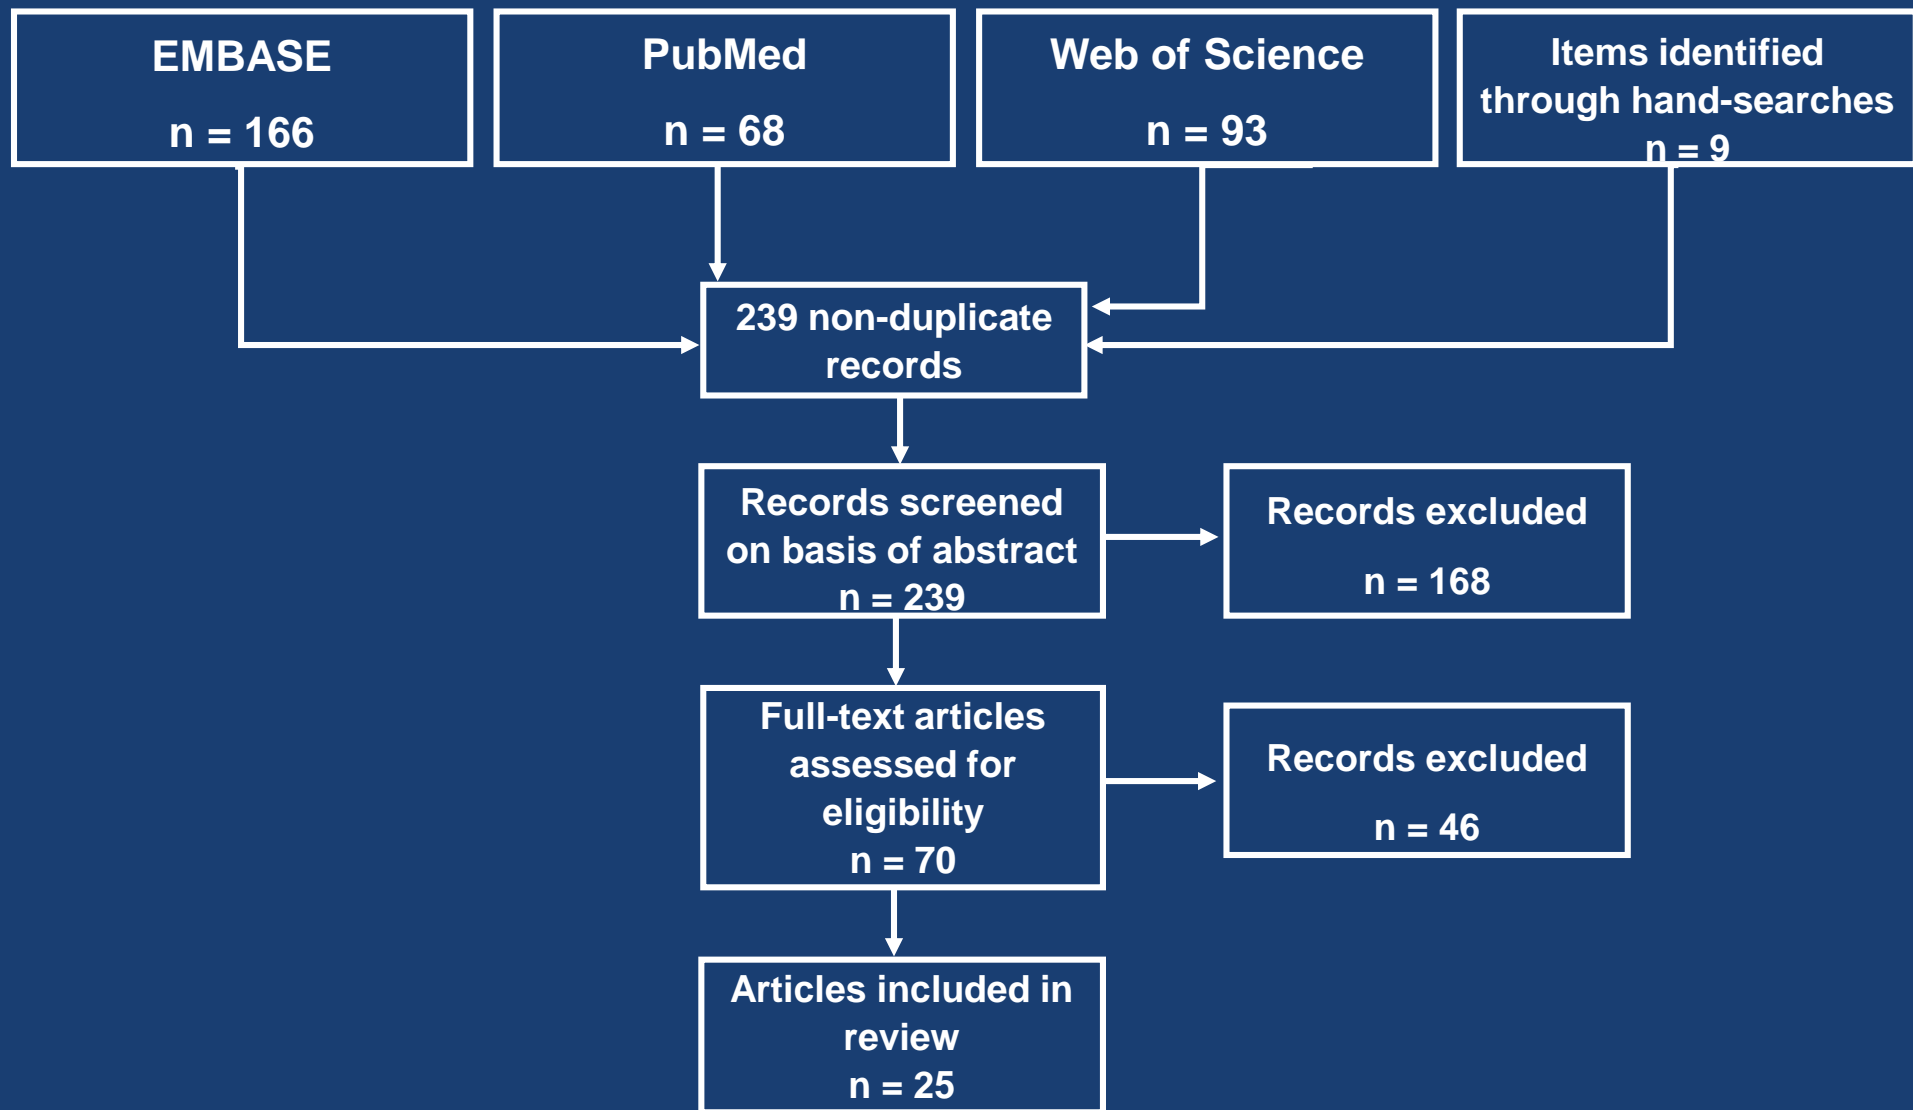 EMBASE
n = 166
PubMed
n = 68
Web of Science
n = 93
Items identified
through hand-searches
n = 9
239 non-duplicate
records
Records screened
on basis of abstract
n = 239
Records excluded
n = 168
Full-text articles
assessed for
eligibility
n = 70
Records excluded
n = 46
Articles included in
review
n = 25